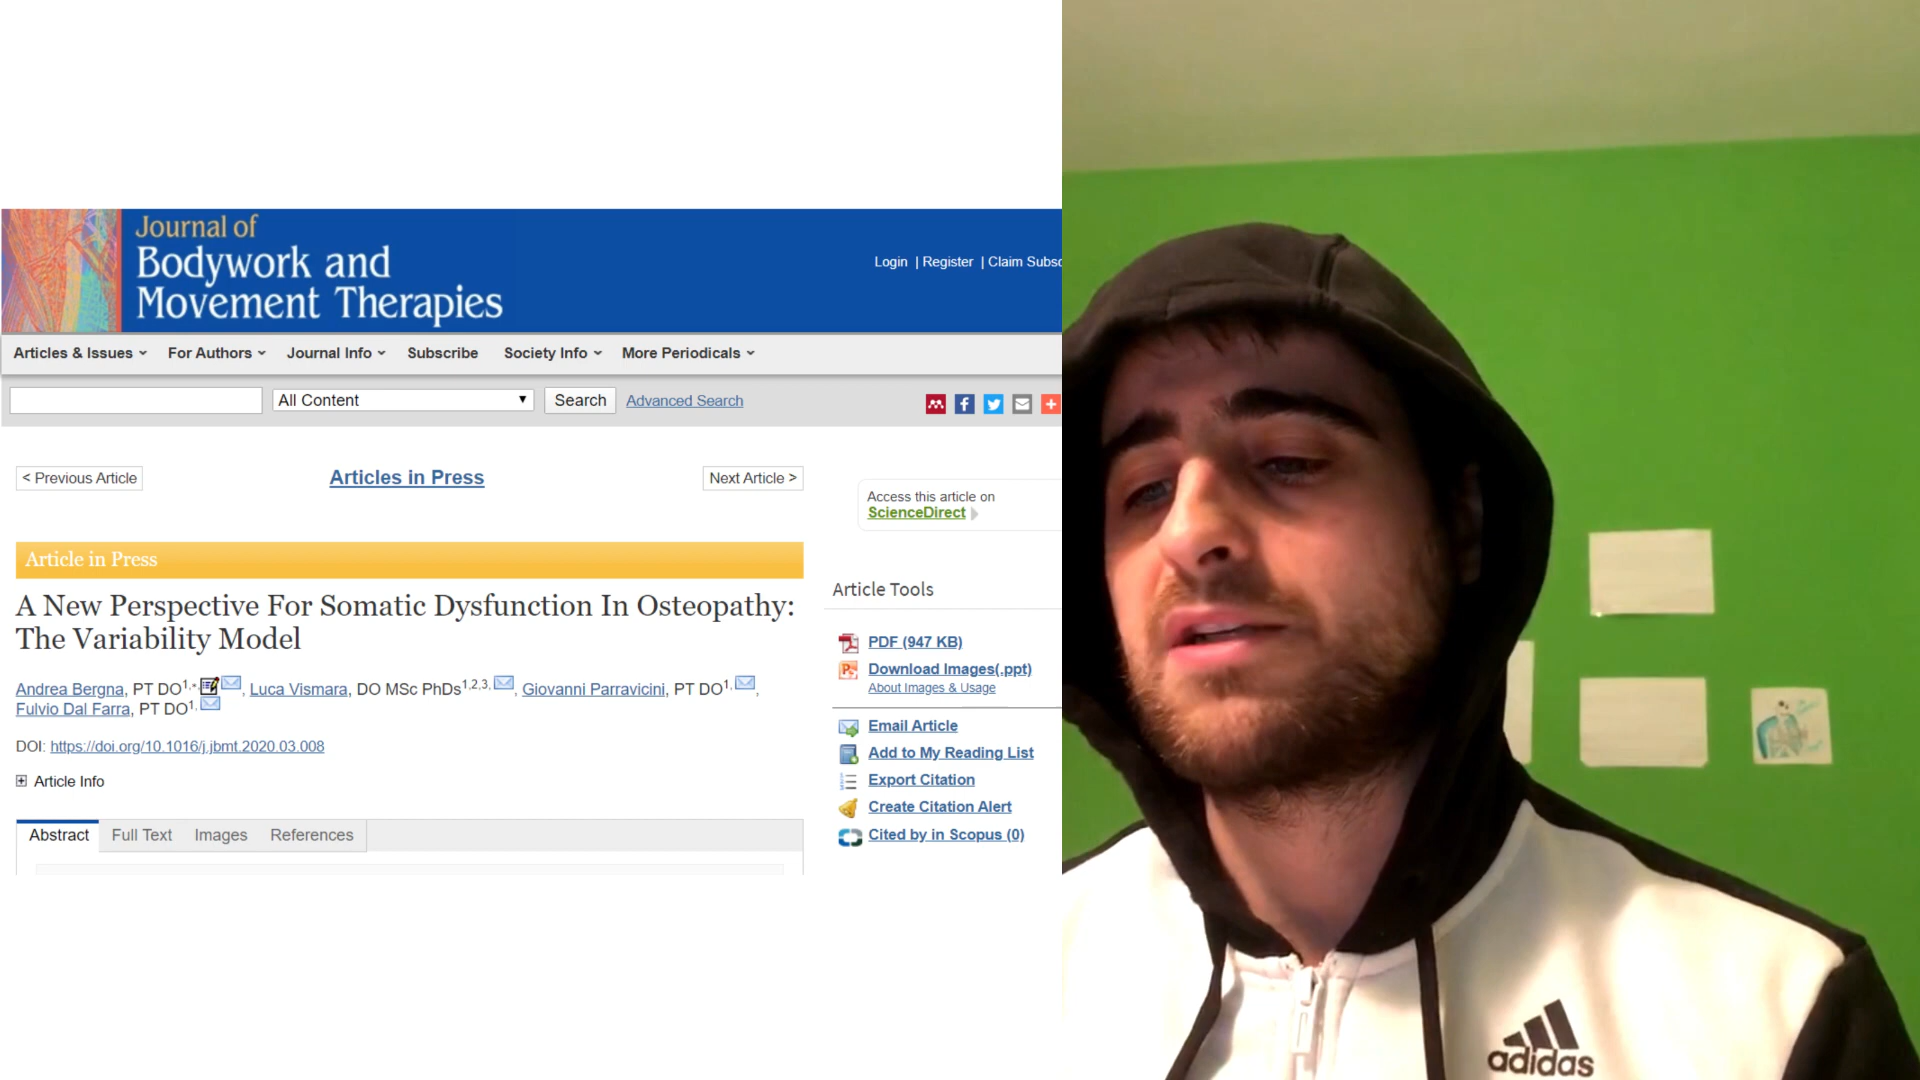 Journal of
Bodywork and
Movement Therapies
Login | Register | Claim Subsc
Articles & Issues For Authors Journal Info Subscribe Society Info More Periodicals
All Content Search Advanced Search
< Previous Article Articles in Press Next Article >
Access this article on
ScienceDirect
Article in Press
A New Perspective For Somatic Dysfunction In Osteopathy:
The Variability Model
Andrea Bergna, PT DO1,*, Luca Vismara, DO MSc PhDs1,2,3, Giovanni Parravicini, PT DO1,
Fulvio Dal Farra, PT DO1,
DOI: https://doi.org/10.1016/j.jbmt.2020.03.008
Article Info
Abstract Full Text Images References
Article Tools
PDF (947 KB)
Download Images(.ppt)
About Images & Usage
Email Article
Add to My Reading List
Export Citation
Create Citation Alert
Cited by in Scopus (0)
adidas